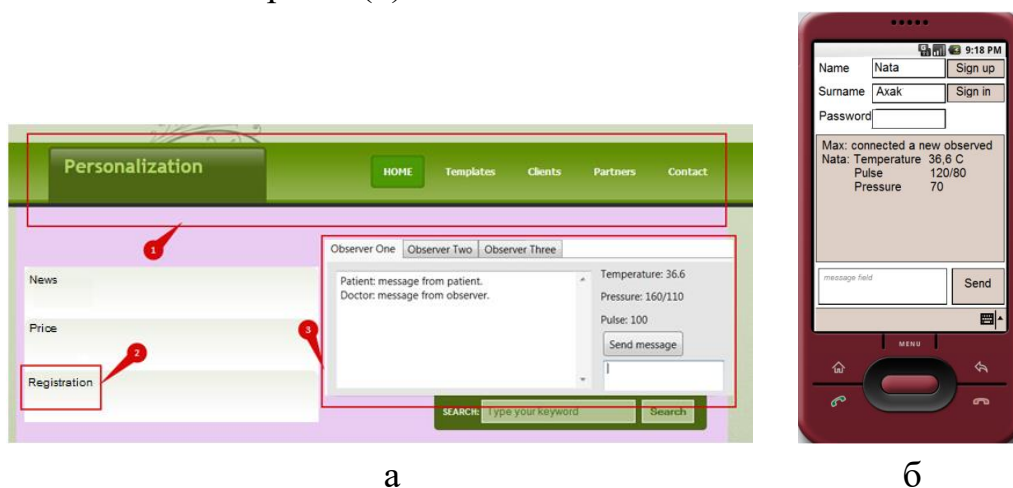 9:18 PM
Name Nata Sign up
Surname Axak Sign in
Password
Max: connected a new observed
Nata: Temperature 36,6 C
Pulse 120/80
Pressure 70
message field Send
MENU
Personalization
HOME Templates Clients Partners Contact
1
Observer One Observer Two Observer Three
News
Patient: message from patient.
Doctor: message from observer.
Temperature: 36.6
Pressure: 160/110
Pulse: 100
Send message
Price
3
2
Registration
SEARCH: Type your keyword Search
а
б